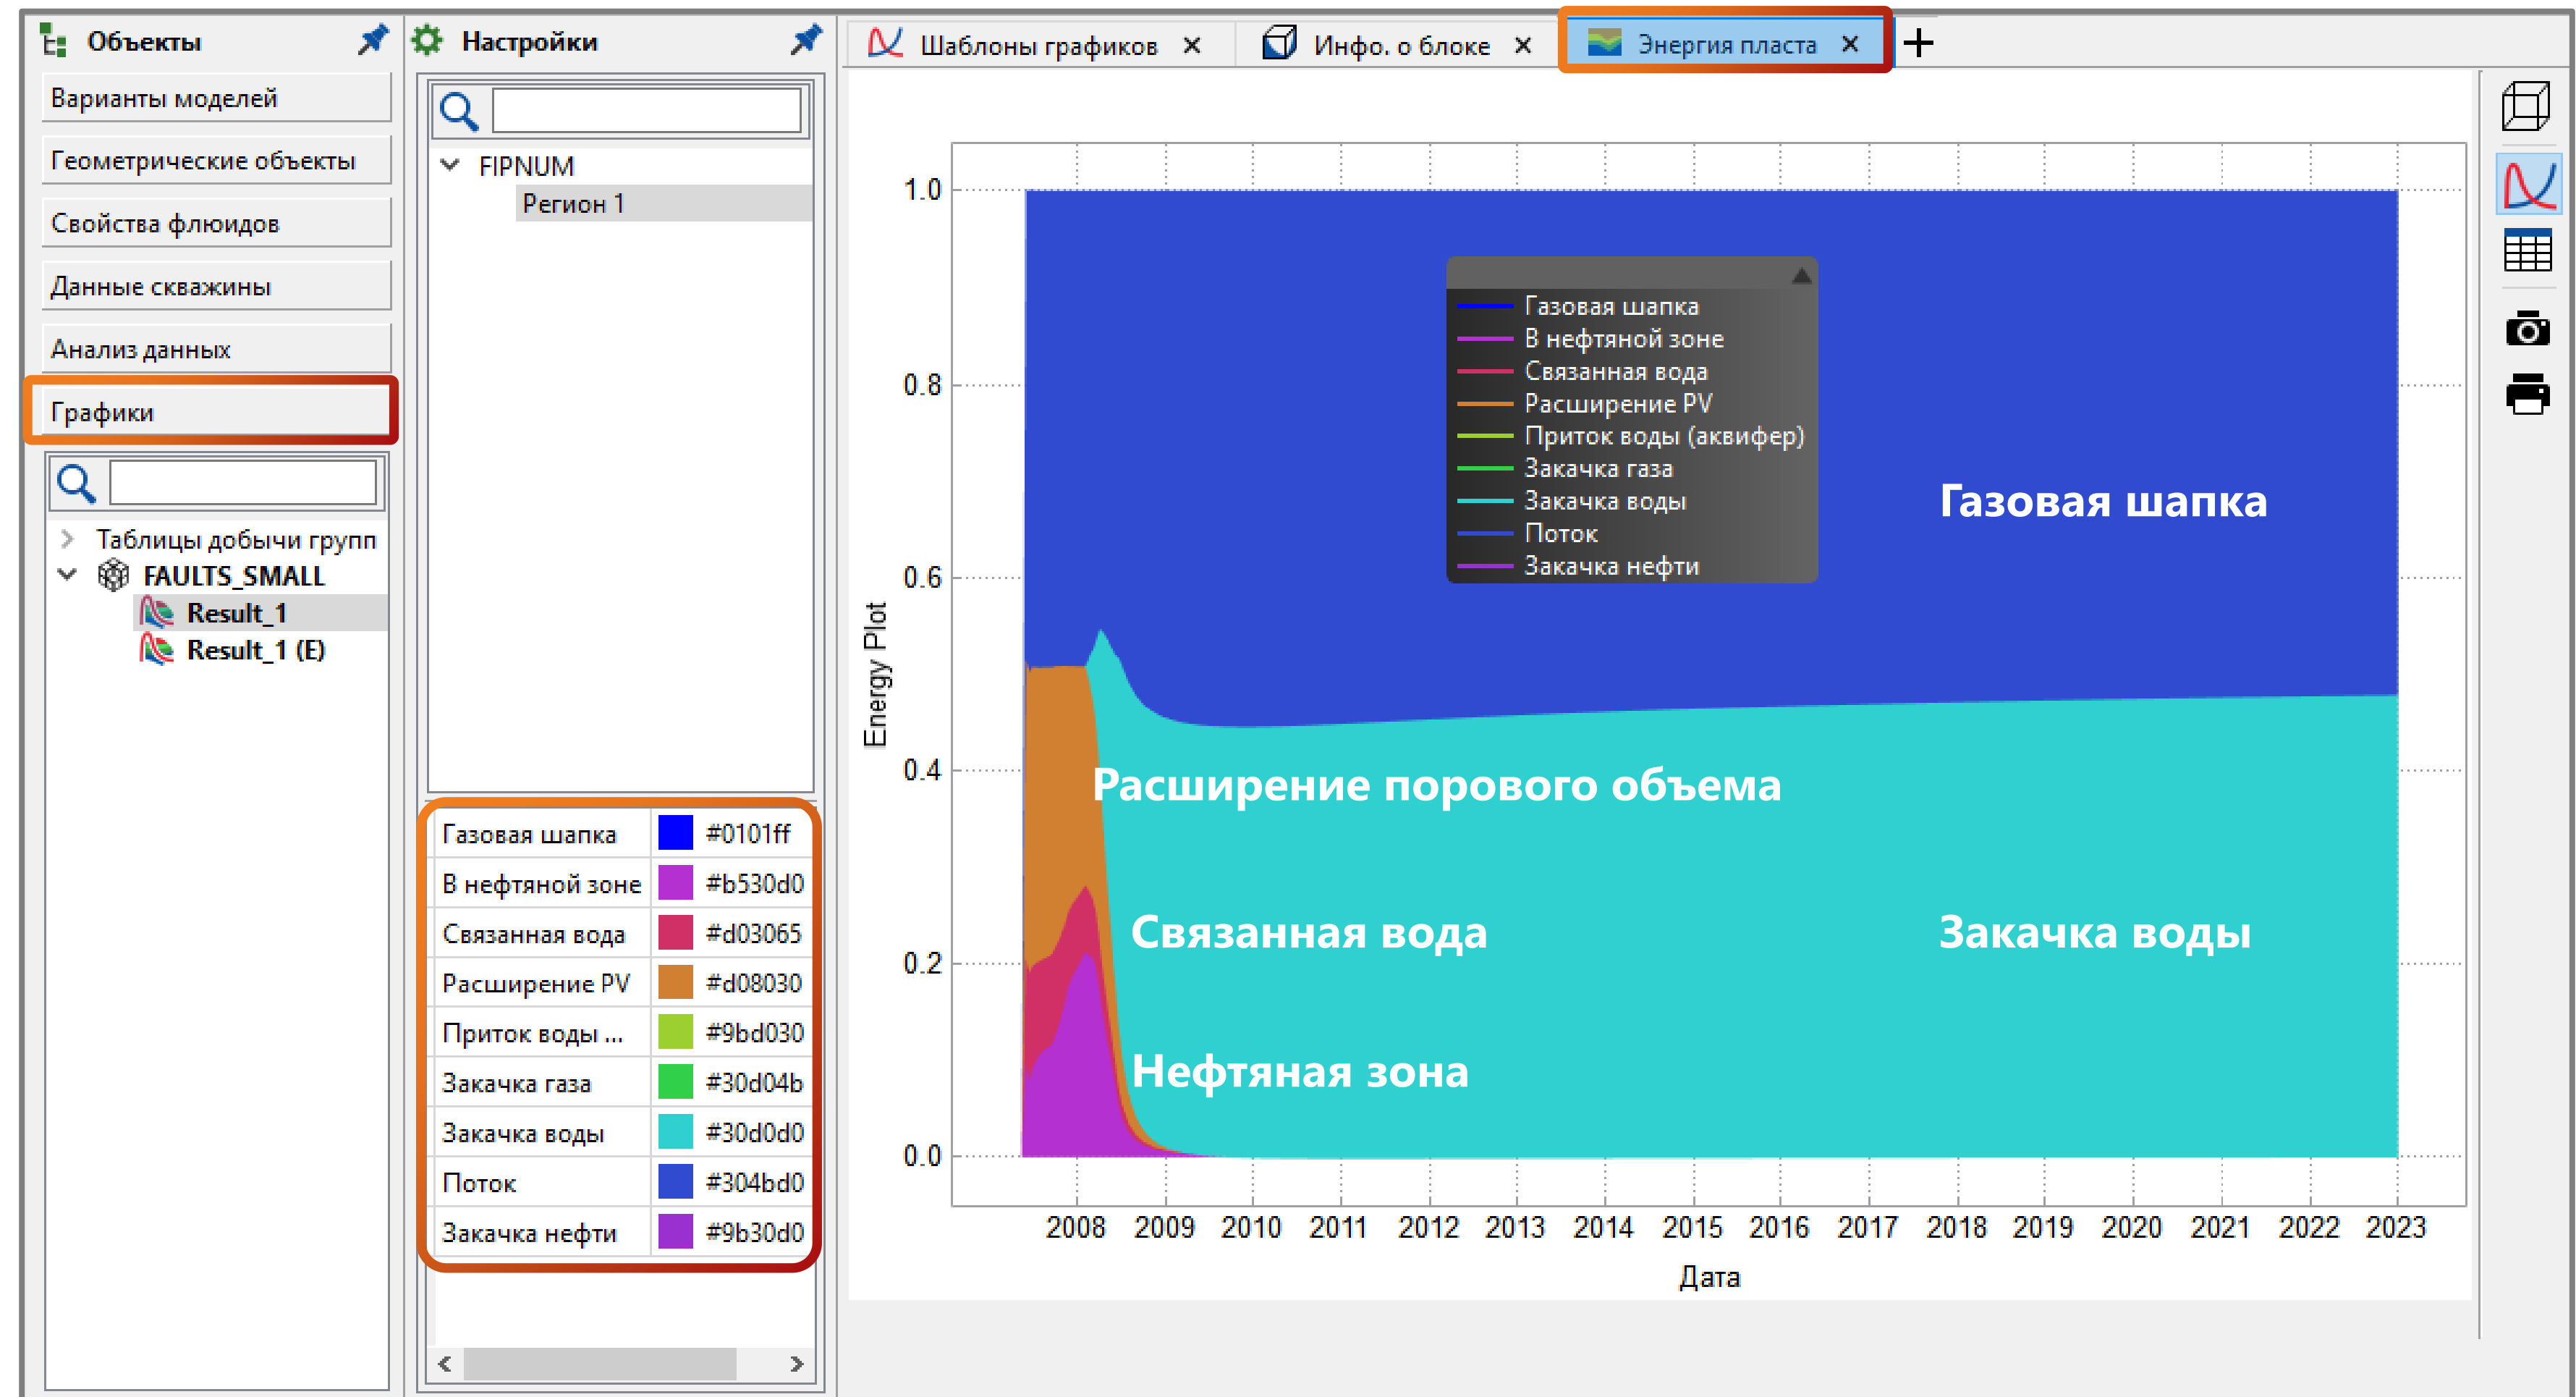 Объекты
Варианты моделей
Геометрические объекты
Свойства флюидов
Данные скважины
Анализ данных
Графики
Таблицы добычи групп
FAULTS_SMALL
Result_1
Result_1 (E)
Настройки
FIPNUM
Регион 1
Газовая шапка #0101ff
В нефтяной зоне #b530d0
Связанная вода #d03065
Расширение PV #d08030
Приток воды ... #9bd030
Закачка газа #30d04b
Закачка воды #30d0d0
Поток #304bd0
Закачка нефти #9b30d0
Шаблоны графиков
Инфо. о блоке
Энергия пласта
1.0
0.8
0.6
0.4
0.2
0.0
Energy Plot
Газовая шапка
В нефтяной зоне
Связанная вода
Расширение PV
Приток воды (аквифер)
Закачка газа
Закачка воды
Поток
Закачка нефти
Газовая шапка
Расширение порового объема
Связанная вода
Закачка воды
Нефтяная зона
2008 2009 2010 2011 2012 2013 2014 2015 2016 2017 2018 2019 2020 2021 2022 2023
Дата